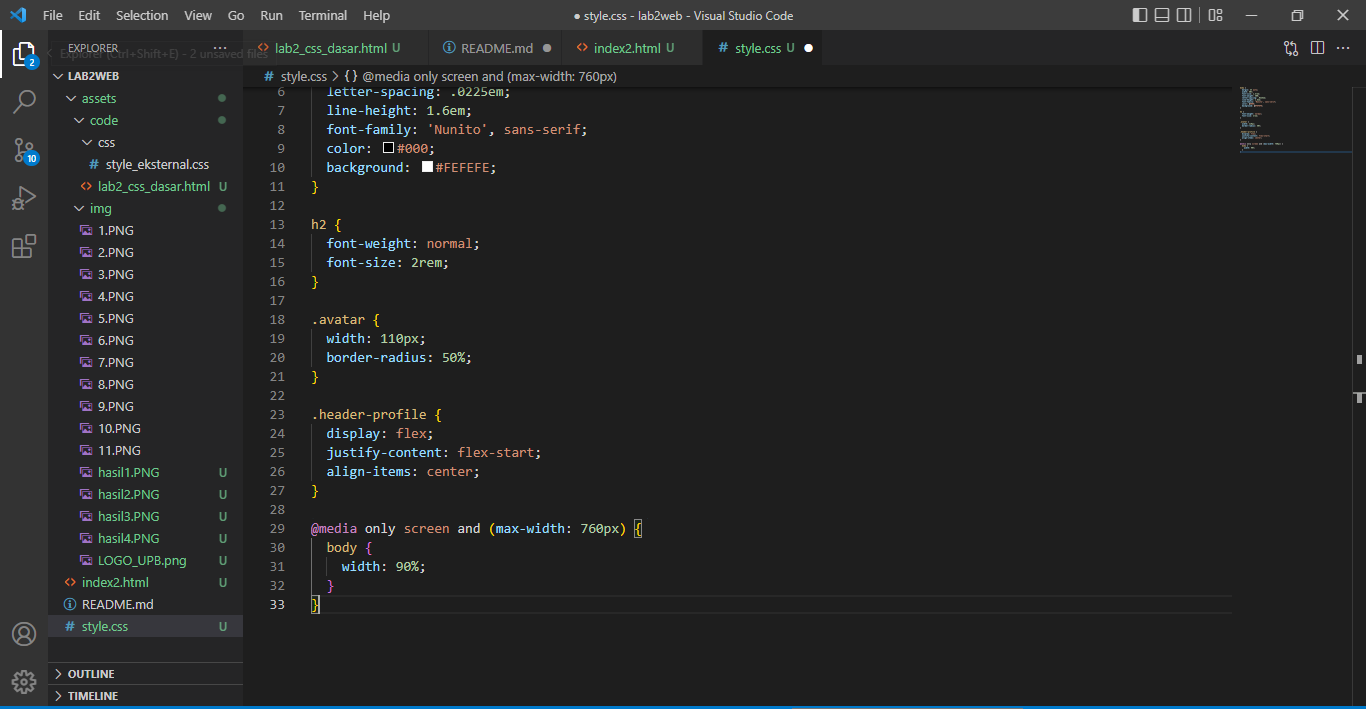 File Edit Selection View Go Run Terminal Help
● style.css - lab2web - Visual Studio Code
EXPLORER
Explorer (Ctrl+Shift+E) - 2 unsaved files
lab2_css_dasar.html U
README.md
index2.html U
# style.css U
# style.css > {} @media only screen and (max-width: 760px)
2
10
LAB2WEB
assets
code
css
# style_eksternal.css
lab2_css_dasar.html U
img
1.PNG
2.PNG
3.PNG
4.PNG
5.PNG
6.PNG
7.PNG
8.PNG
9.PNG
10.PNG
11.PNG
hasil1.PNG U
hasil2.PNG U
hasil3.PNG U
hasil4.PNG U
LOGO_UPB.png U
index2.html U
README.md
# style.css U
OUTLINE
TIMELINE
6 letter-spacing: .0225em;
7 line-height: 1.6em;
8 font-family: 'Nunito', sans-serif;
9 color: #000;
10 background: #FEFEFE;
11 }
12
13 h2 {
14 font-weight: normal;
15 font-size: 2rem;
16 }
17
18 .avatar {
19 width: 110px;
20 border-radius: 50%;
21 }
22
23 .header-profile {
24 display: flex;
25 justify-content: flex-start;
26 align-items: center;
27 }
28
29 @media only screen and (max-width: 760px) {
30 body {
31 width: 90%;
32 }
33 }